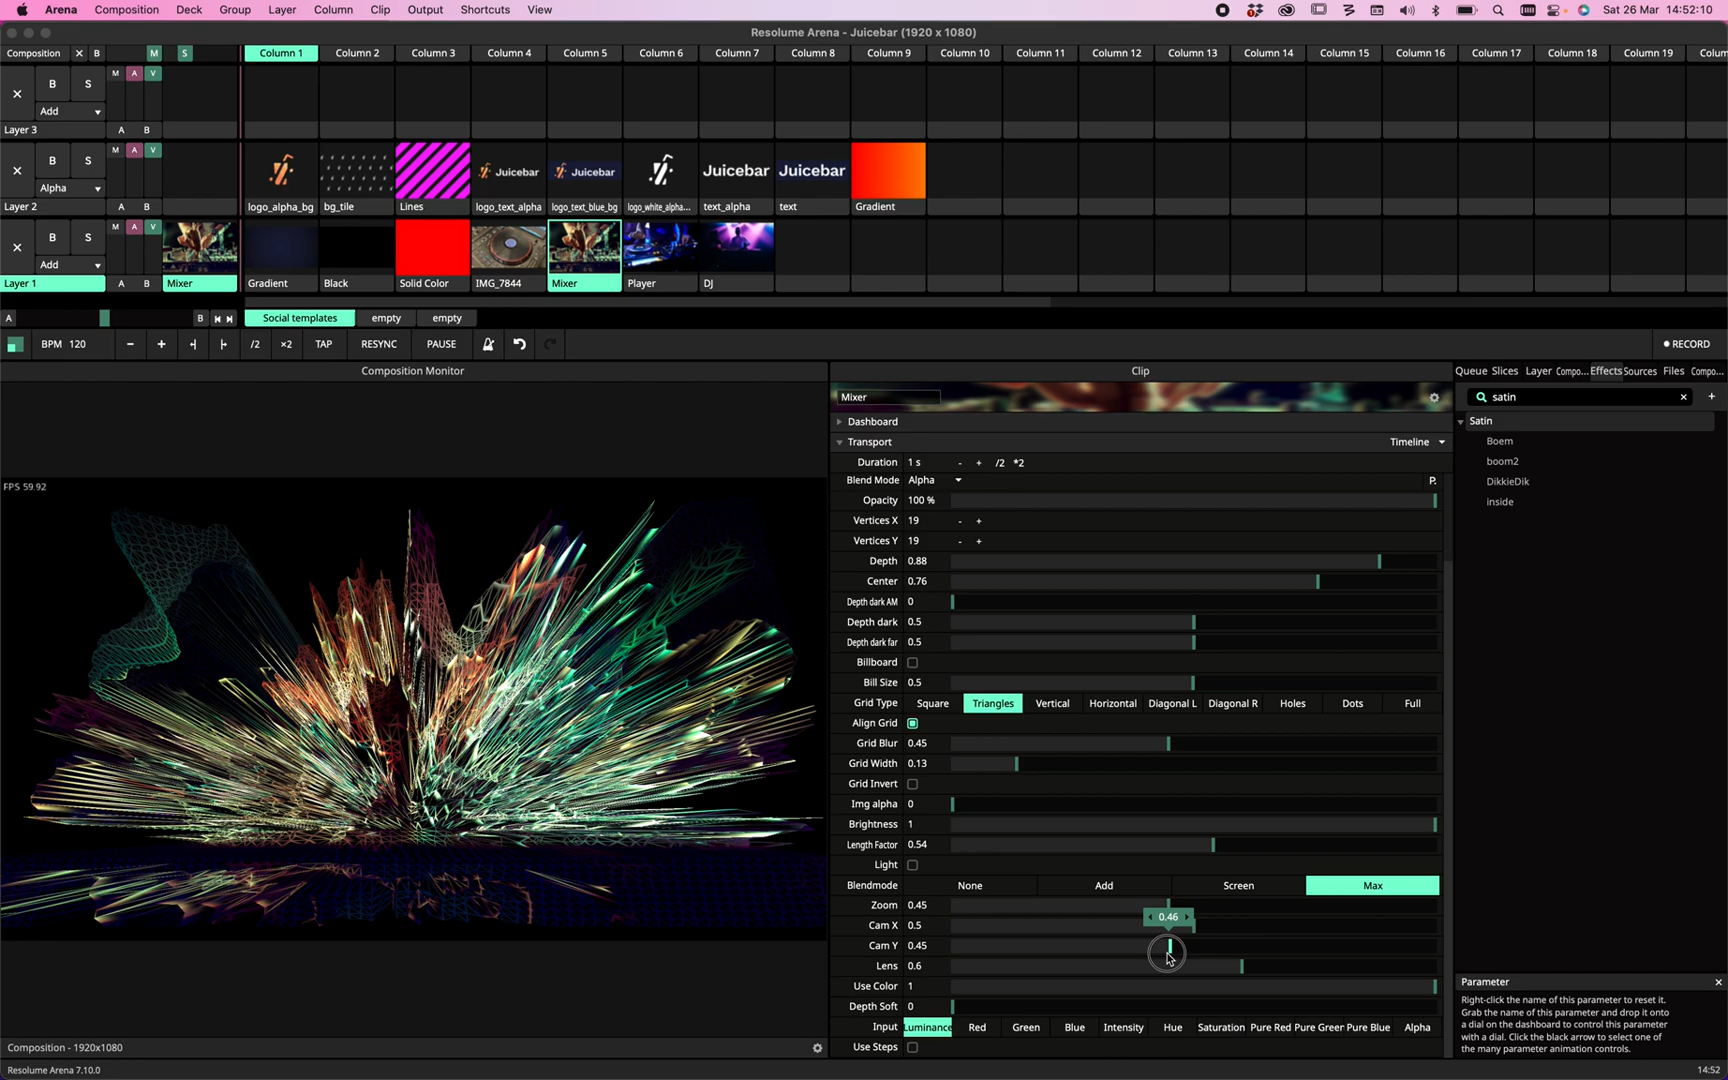 Arena Composition Deck Group Layer Column Clip Output Shortcuts View Sat 26 Mar 14:52:10
Resolume Arena - Juicebar (1920 x 1080)
Composition X B M S Column 1 Column 2 Column 3 Column 4 Column 5 Column 6 Column 7 Column 8 Column 9 Column 10 Column 11 Column 12 Column 13 Column 14 Column 15 Column 16 Column 17 Column 18 Column 19 Colum
M A V
B S
Add
Layer 3 A B
M A V
B S
Juicebar Juicebar Juicebar Juicebar
Alpha
Layer 2 A B logo_alpha_bg bg_tile Lines logo_text_alpha logo_text_blue_bg logo_white_alpha... text_alpha text Gradient
M A V
B S
Add
Layer 1 A B Mixer Gradient Black Solid Color IMG_7844 Mixer Player DJ
A B Social templates empty empty
BPM 120 - + /2 ×2 TAP RESYNC PAUSE RECORD
Composition Monitor Clip Queue Slices Layer Compo... Effects Sources Files Compo...
Mixer satin
Dashboard Satin
Transport Timeline Boem
Duration 1 s - + /2 *2 boom2
Blend Mode Alpha P. DikkieDik
Opacity 100 % inside
FPS 59.92
Vertices X 19 - +
Vertices Y 19 - +
Depth 0.88
Center 0.76
Depth dark AM 0
Depth dark 0.5
Depth dark far 0.5
Billboard
Bill Size 0.5
Grid Type Square Triangles Vertical Horizontal Diagonal L Diagonal R Holes Dots Full
Align Grid
Grid Blur 0.45
Grid Width 0.13
Grid Invert
Img alpha 0
Brightness 1
Length Factor 0.54
Light
Blendmode None Add Screen Max
Zoom 0.45
0.46
Cam X 0.5
Cam Y 0.45
Lens 0.6
Use Color 1
Depth Soft 0
Input Luminance Red Green Blue Intensity Hue Saturation Pure Red Pure Greer Pure Blue Alpha
Use Steps
Parameter
Right-click the name of this parameter to reset it.
Grab the name of this parameter and drop it onto
a dial on the dashboard to control this parameter
with a dial. Click the black arrow to select one of
the many parameter animation controls.
Composition - 1920x1080
Resolume Arena 7.10.0 14:52